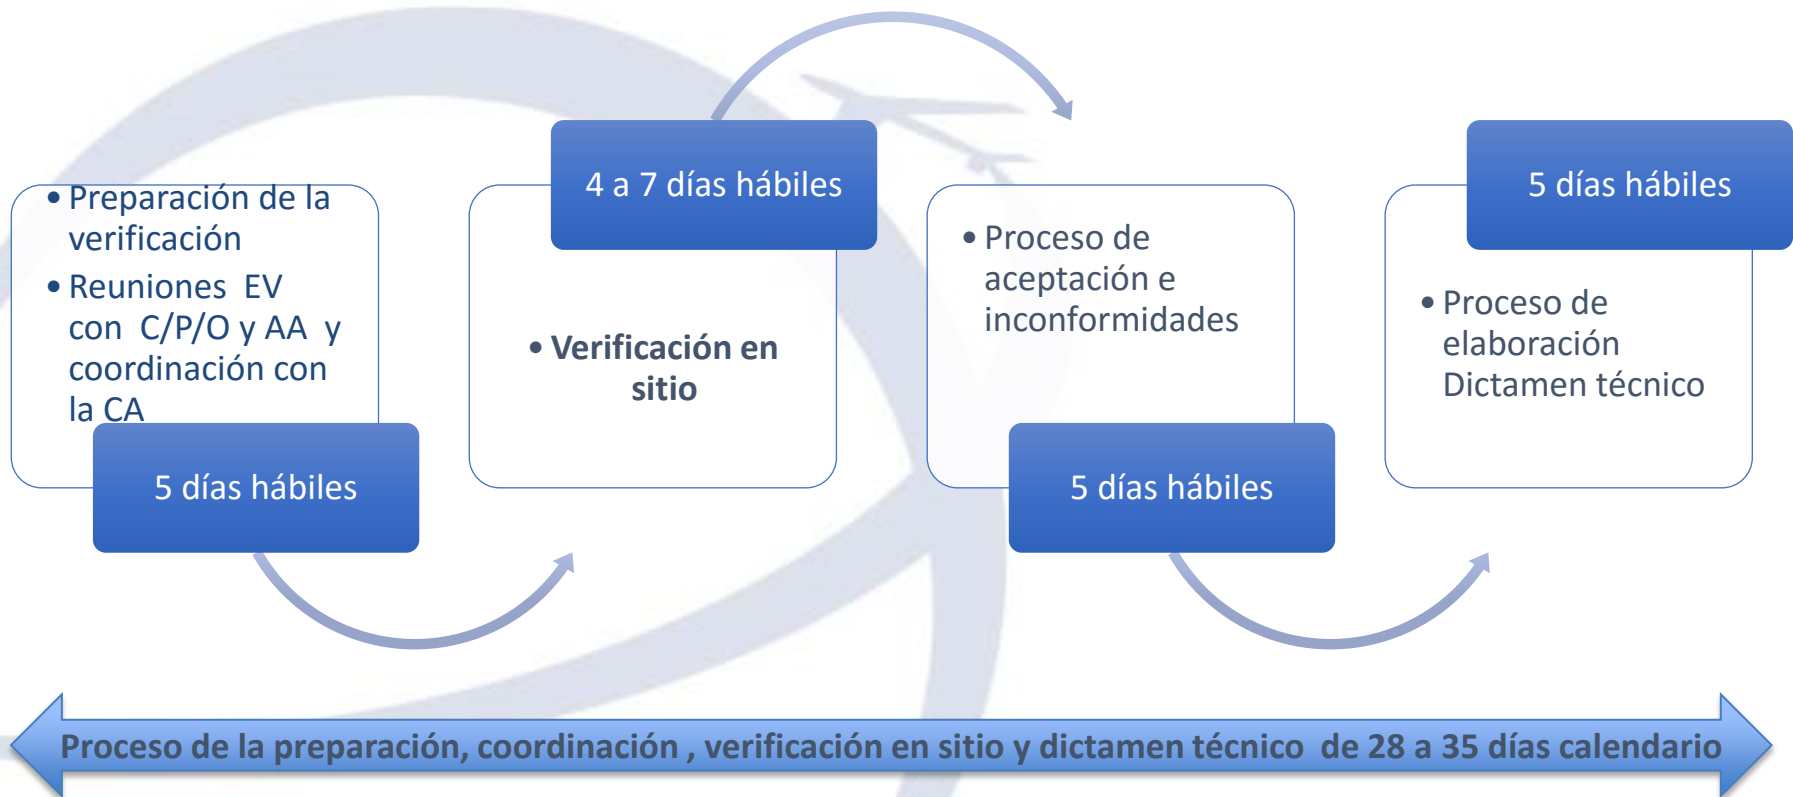 • Preparación de la
verificación
• Reuniones EV
con C/P/O y AA y
coordinación con
la CA
5 días hábiles
4 a 7 días hábiles
• Verificación en
sitio
• Proceso de
aceptación e
inconformidades
5 días hábiles
5 días hábiles
• Proceso de
elaboración
Dictamen técnico
Proceso de la preparación, coordinación , verificación en sitio y dictamen técnico de 28 a 35 días calendario